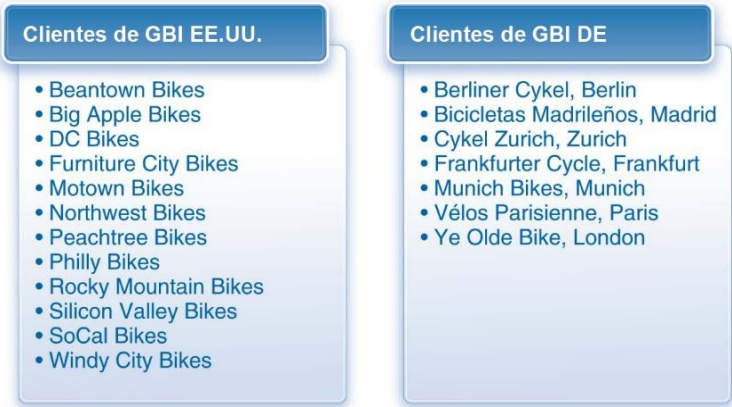 Clientes de GBI EE.UU.
• Beantown Bikes
• Big Apple Bikes
• DC Bikes
• Furniture City Bikes
• Motown Bikes
• Northwest Bikes
• Peachtree Bikes
• Philly Bikes
• Rocky Mountain Bikes
• Silicon Valley Bikes
• SoCal Bikes
• Windy City Bikes
Clientes de GBI DE
• Berliner Cykel, Berlin
• Bicicletas Madrileños, Madrid
• Cykel Zurich, Zurich
• Frankfurter Cycle, Frankfurt
• Munich Bikes, Munich
• Vélos Parisienne, Paris
• Ye Olde Bike, London